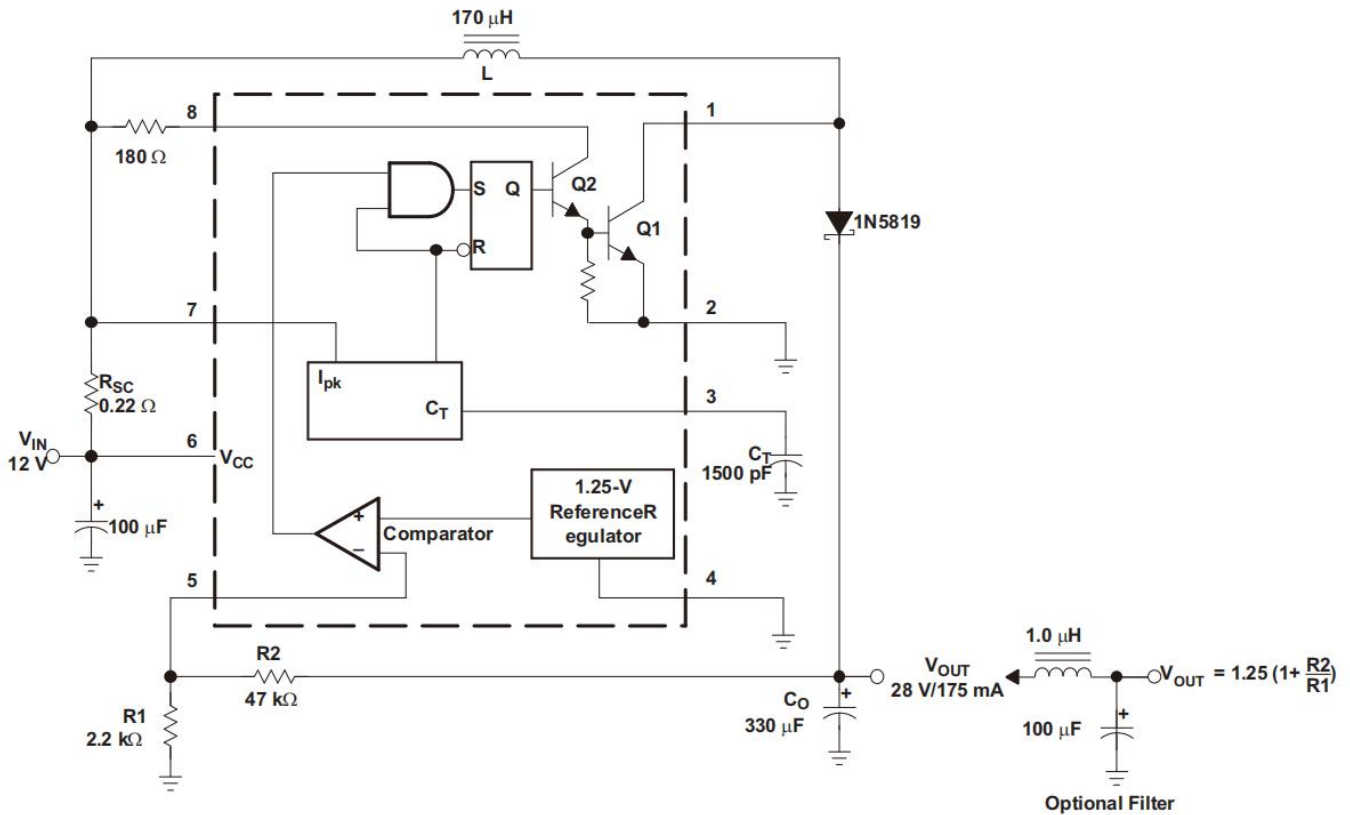 170 μH
L
8
1
180 Ω
S
Q
Q2
Q1
1N5819
R
7
2
Ipk
CT
3
RSC
0.22 Ω
VIN
12 V
6
VCC
CT
1500 pF
+
100 μF
+
−
Comparator
1.25-V
ReferenceR
egulator
5
4
R2
47 kΩ
R1
2.2 kΩ
CO
330 μF
+
VOUT
28 V/175 mA
1.0 μH
VOUT = 1.25 (1+ R2/R1)
100 μF
+
Optional Filter